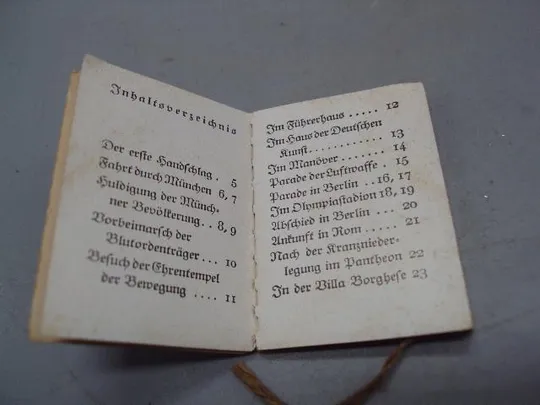 Inhaltsverzeichnis
Der erste Handschlag . 5
Fahrt durch München 6, 7
Huldigung der Münch-
ner Bevölkerung . . 8, 9
Vorbeimarsch der
Blutordenträger . . . 10
Besuch der Ehrentempel
der Bewegung . . . . 11
Im Führerhaus . . . . . 12
Im Haus der Deutschen
Kunst . . . . . . . . . . . . 13
Im Manöver . . . . . . . 14
Parade der Luftwaffe . 15
Parade in Berlin . . 16, 17
Im Olympiastadion 18, 19
Abschied in Berlin . . . 20
Ankunft in Rom . . . . . 21
Nach der Kranznieder-
legung im Pantheon 22
In der Villa Borghese 23